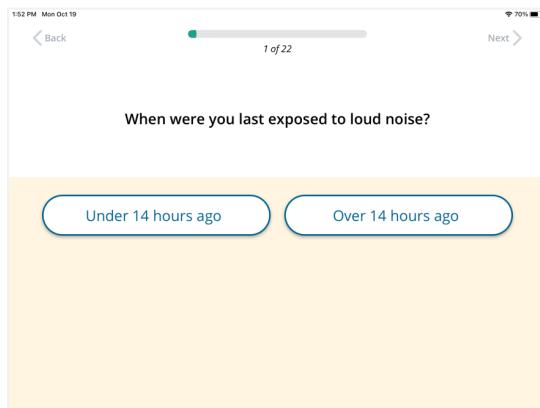 1:52 PM Mon Oct 19 70%
Back Next
1 of 22
When were you last exposed to loud noise?
Under 14 hours ago Over 14 hours ago